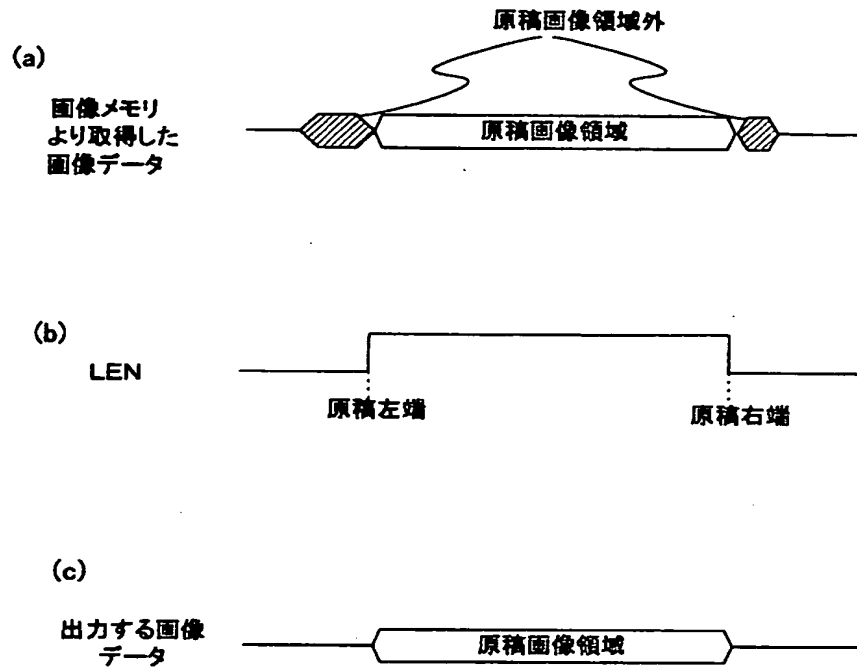 原稿画像領域外
(a)
画像メモリ
より取得した
画像データ
原稿画像領域
(b)
LEN
原稿左端
原稿右端
(c)
出力する画像
データ
原稿画像領域